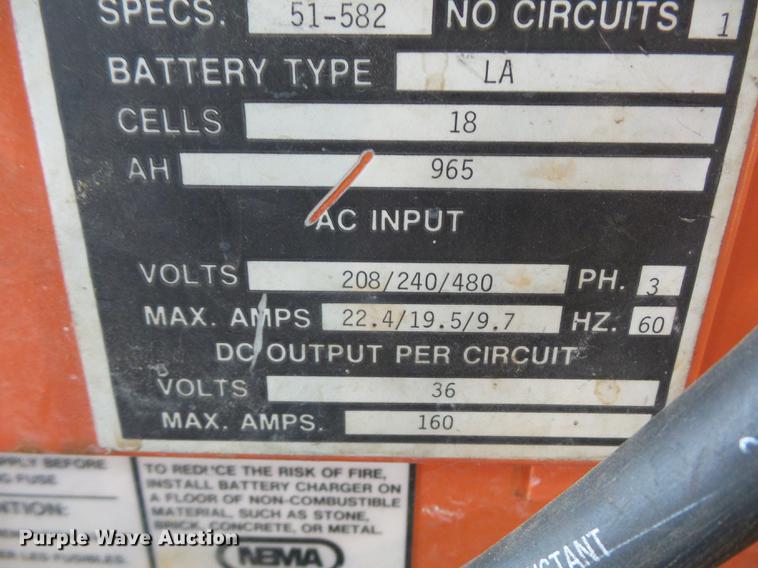 SPECS. 51-582 NO CIRCUITS 1
BATTERY TYPE LA
CELLS 18
AH 965
AC INPUT
VOLTS 208/240/480 PH. 3
MAX. AMPS 22.4/19.5/9.7 HZ. 60
DC OUTPUT PER CIRCUIT
VOLTS 36
MAX. AMPS. 160
BEFORE
FUSE
TO REDUCE THE RISK OF FIRE,
INSTALL BATTERY CHARGER ON
A FLOOR OF NON-COMBUSTIBLE
MATERIAL, SUCH AS STONE,
BRICK, CONCRETE, OR METAL.
NEMA
Purple Wave Auction